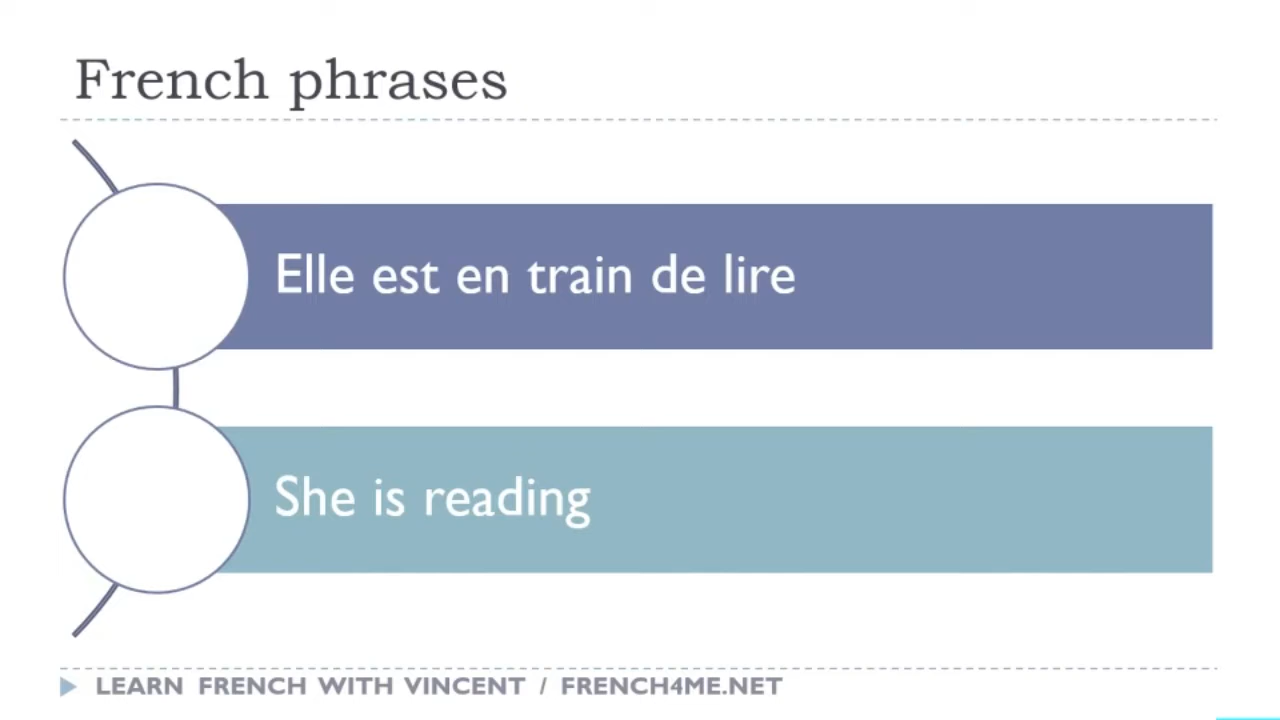 French phrases
Elle est en train de lire
She is reading
LEARN FRENCH WITH VINCENT / FRENCH4ME.NET